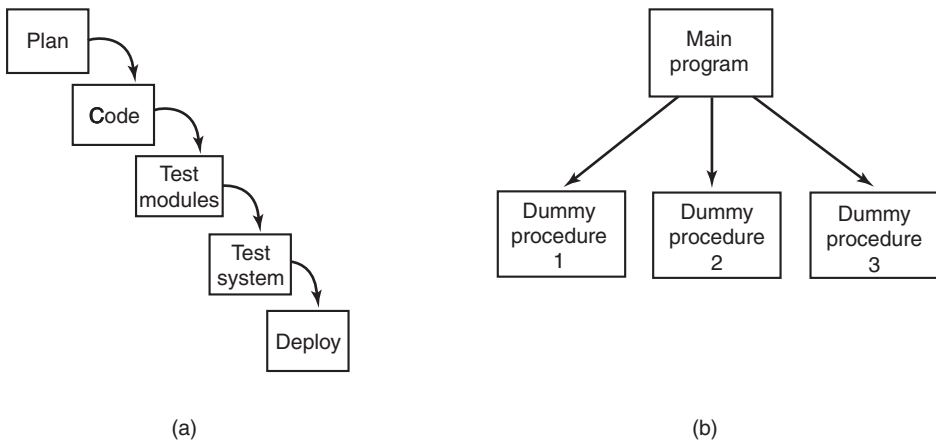 Plan
Code
Test
modules
Test
system
Deploy
(a)
Main
program
Dummy
procedure
1
Dummy
procedure
2
Dummy
procedure
3
(b)